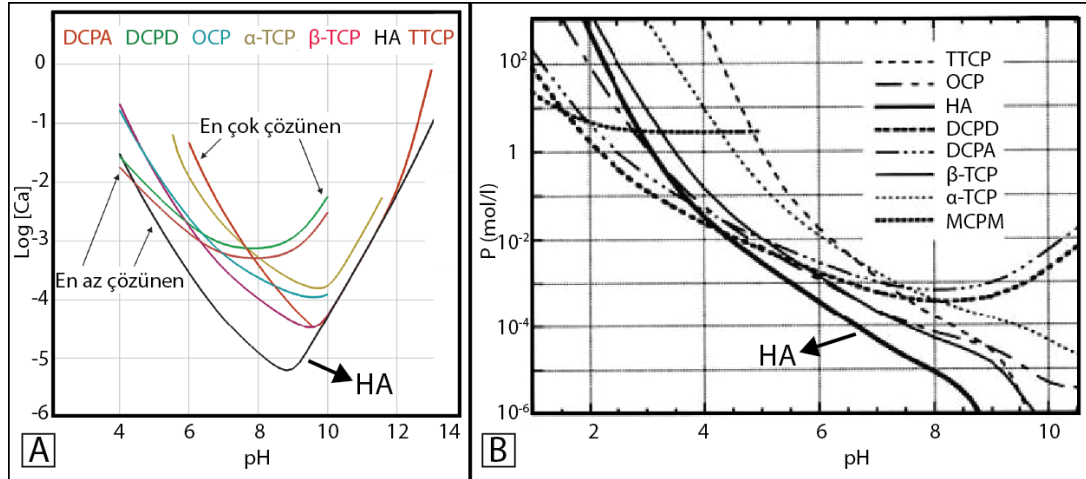 DCPA DCPD OCP α-TCP β-TCP HA TTCP
En çok çözünen
En az çözünen
HA
Log [Ca]
0
-1
-2
-3
-4
-5
-6
4 6 8 10 12 14
pH
A
P (mol/l)
10²
1
10⁻²
10⁻⁴
10⁻⁶
TTCP
OCP
HA
DCPD
DCPA
β-TCP
α-TCP
MCPM
HA
2 4 6 8 10
pH
B